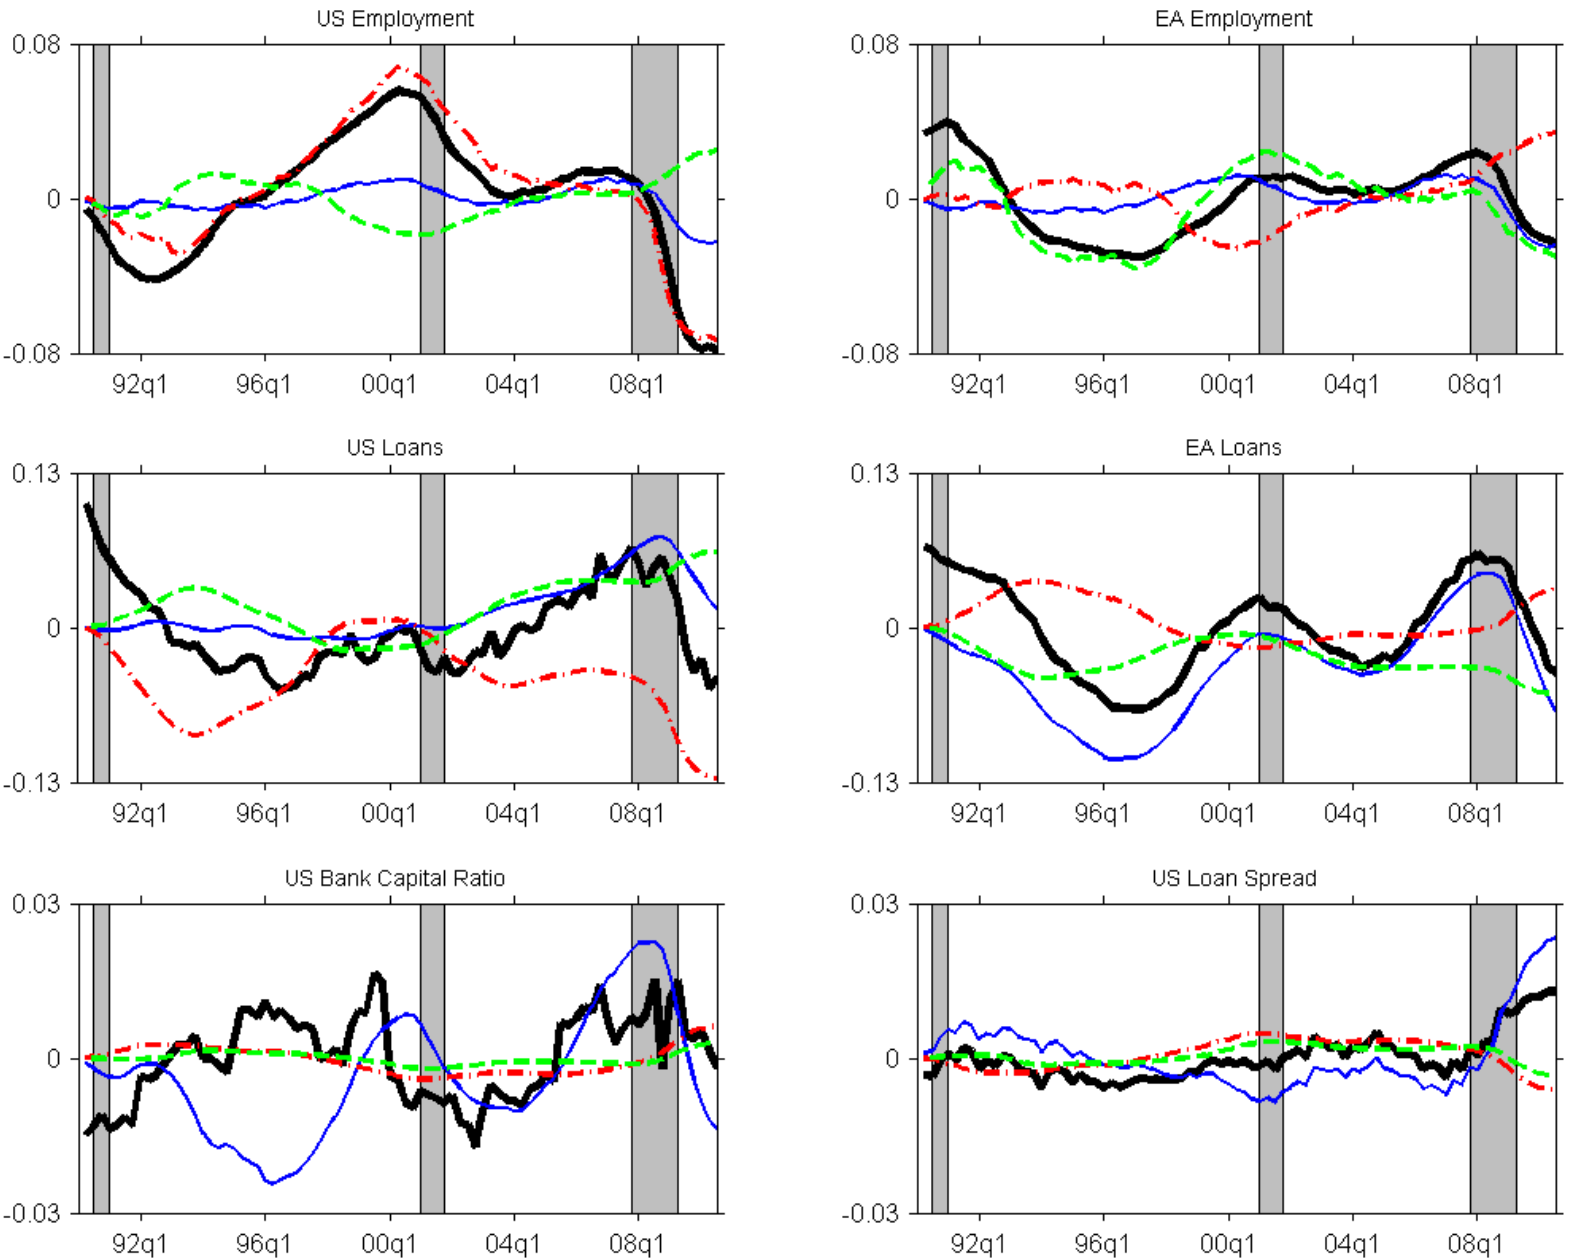 US Employment
0.08
0
-0.08
92q1 96q1 00q1 04q1 08q1
EA Employment
0.08
0
-0.08
92q1 96q1 00q1 04q1 08q1
US Loans
0.13
0
-0.13
92q1 96q1 00q1 04q1 08q1
EA Loans
0.13
0
-0.13
92q1 96q1 00q1 04q1 08q1
US Bank Capital Ratio
0.03
0
-0.03
92q1 96q1 00q1 04q1 08q1
US Loan Spread
0.03
0
-0.03
92q1 96q1 00q1 04q1 08q1